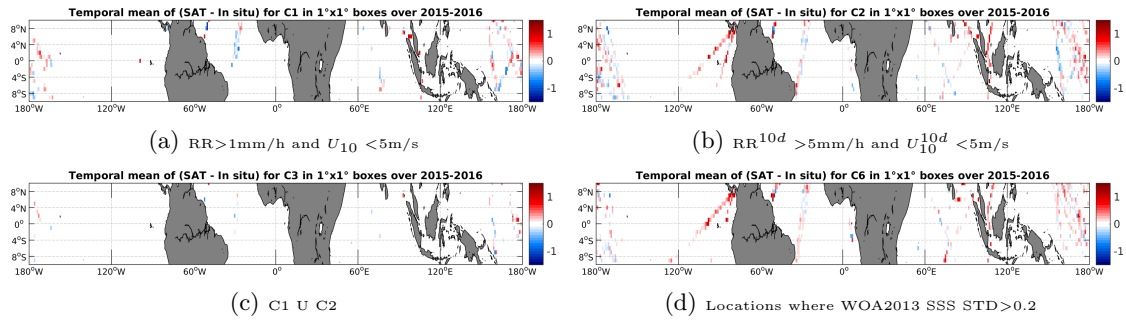 Temporal mean of (SAT - In situ) for C1 in 1°x1° boxes over 2015-2016
8°N
4°N
0°
4°S
8°S
180°W 120°W 60°W 0° 60°E 120°E 180°W
1
0
-1
(a) RR>1mm/h and U10 <5m/s
Temporal mean of (SAT - In situ) for C2 in 1°x1° boxes over 2015-2016
8°N
4°N
0°
4°S
8°S
180°W 120°W 60°W 0° 60°E 120°E 180°W
1
0
-1
(b) RR^10d >5mm/h and U10^10d <5m/s
Temporal mean of (SAT - In situ) for C3 in 1°x1° boxes over 2015-2016
8°N
4°N
0°
4°S
8°S
180°W 120°W 60°W 0° 60°E 120°E 180°W
1
0
-1
(c) C1 U C2
Temporal mean of (SAT - In situ) for C6 in 1°x1° boxes over 2015-2016
8°N
4°N
0°
4°S
8°S
180°W 120°W 60°W 0° 60°E 120°E 180°W
1
0
-1
(d) Locations where WOA2013 SSS STD>0.2